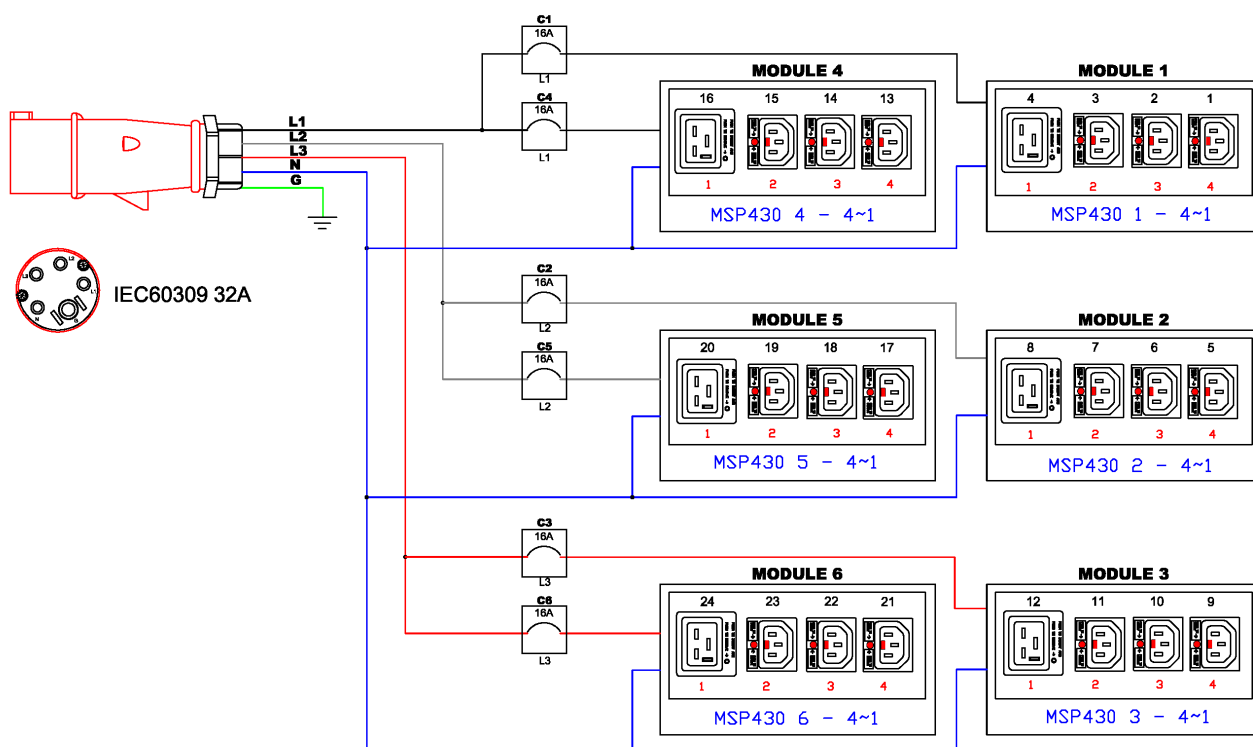 C1
16A
L1
C4
16A
L1
L1
L2
L3
N
G
MODULE 4
16 15 14 13
1 2 3 4
MSP430 4 - 4~1
MODULE 1
4 3 2 1
1 2 3 4
MSP430 1 - 4~1
IEC60309 32A
L3
L2
L1
N
G
C2
16A
L2
C5
16A
L2
MODULE 5
20 19 18 17
1 2 3 4
MSP430 5 - 4~1
MODULE 2
8 7 6 5
1 2 3 4
MSP430 2 - 4~1
C3
16A
L3
C6
16A
L3
MODULE 6
24 23 22 21
1 2 3 4
MSP430 6 - 4~1
MODULE 3
12 11 10 9
1 2 3 4
MSP430 3 - 4~1